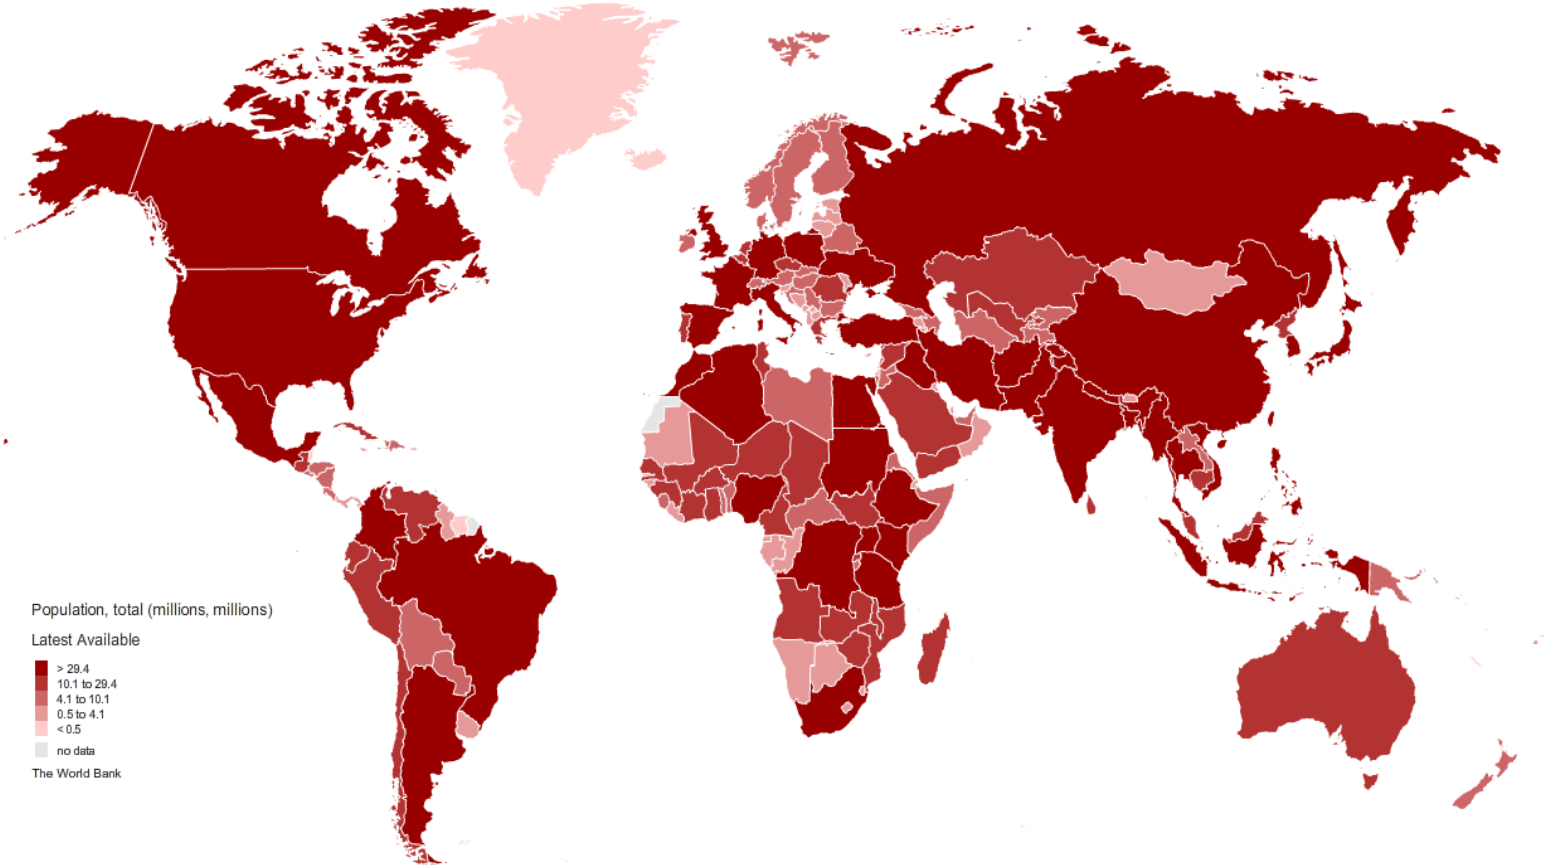 Population, total (millions, millions)
Latest Available
> 29.4
10.1 to 29.4
4.1 to 10.1
0.5 to 4.1
< 0.5
no data
The World Bank